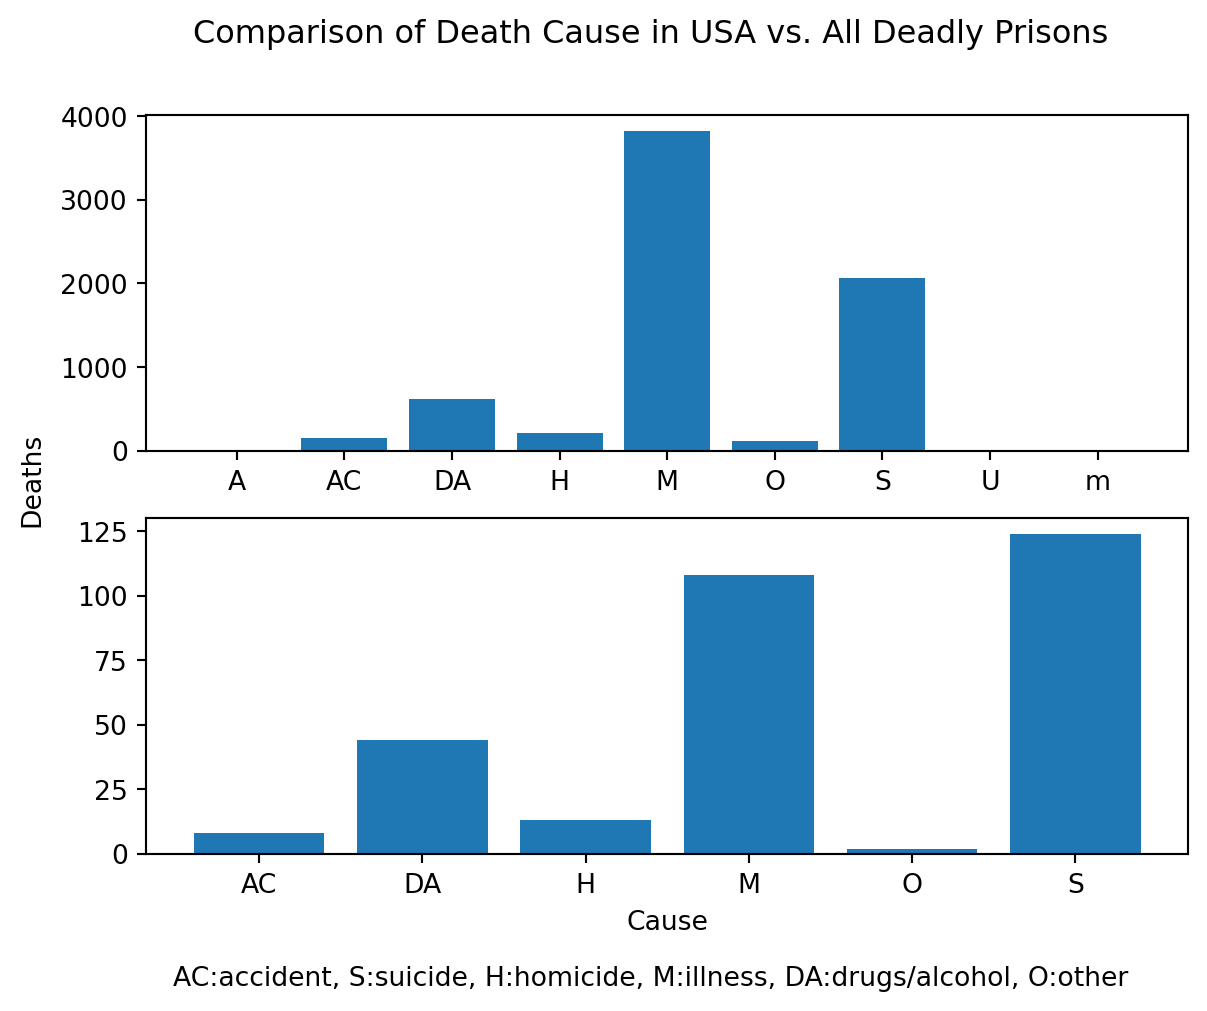 Comparison of Death Cause in USA vs. All Deadly Prisons
4000
3000
2000
1000
0
A AC DA H M O S U m
Deaths
125
100
75
50
25
0
AC DA H M O S
Cause
AC:accident, S:suicide, H:homicide, M:illness, DA:drugs/alcohol, O:other